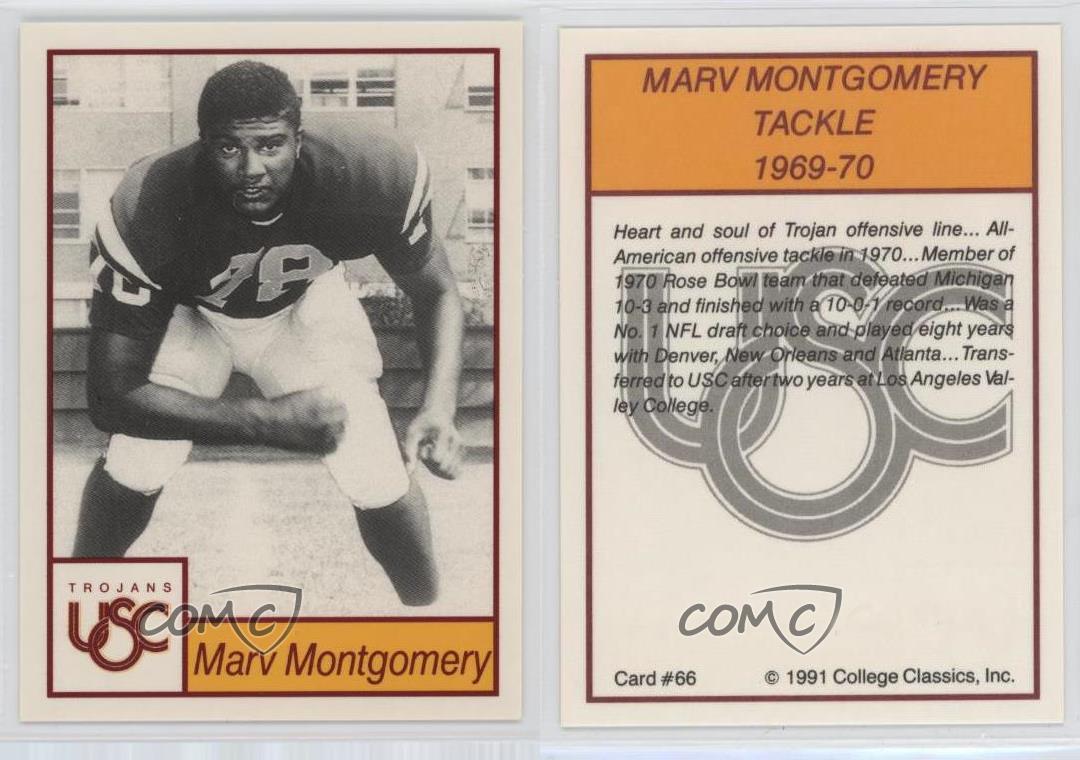 78
TROJANS
USC
COMC
Marv Montgomery
MARV MONTGOMERY
TACKLE
1969-70
Heart and soul of Trojan offensive line... All-
American offensive tackle in 1970...Member of
1970 Rose Bowl team that defeated Michigan
10-3 and finished with a 10-0-1 record...Was a
No. 1 NFL draft choice and played eight years
with Denver, New Orleans and Atlanta...Trans-
ferred to USC after two years at Los Angeles Val-
ley College.
USC
COMC
Card #66 © 1991 College Classics, Inc.